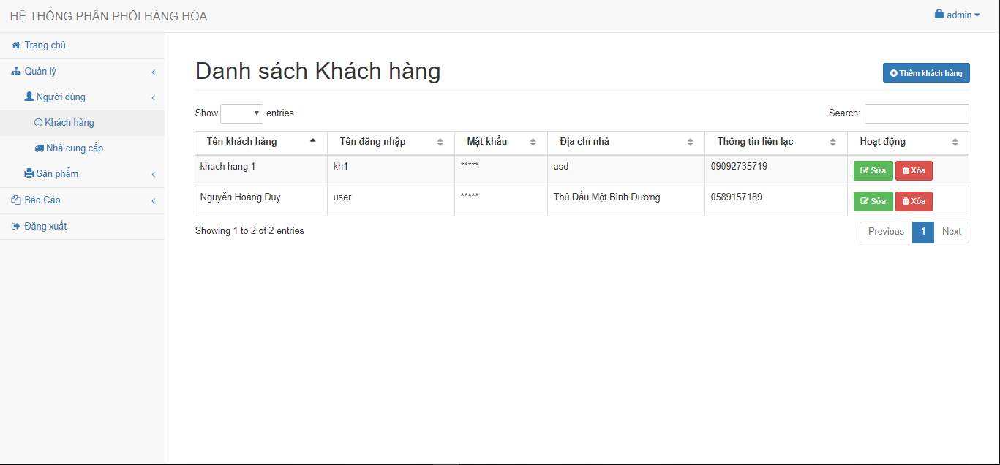 HỆ THỐNG PHÂN PHỐI HÀNG HÓA
admin
Trang chủ
Quản lý
Người dùng
Khách hàng
Nhà cung cấp
Sản phẩm
Báo Cáo
Đăng xuất
Danh sách Khách hàng
Thêm khách hàng
Show entries
Search:
Tên khách hàng Tên đăng nhập Mật khẩu Địa chỉ nhà Thông tin liên lạc Hoạt động
khach hang 1 kh1 ***** asd 09092735719 Sửa Xóa
Nguyễn Hoàng Duy user ***** Thủ Dầu Một Bình Dương 0589157189 Sửa Xóa
Showing 1 to 2 of 2 entries
Previous 1 Next